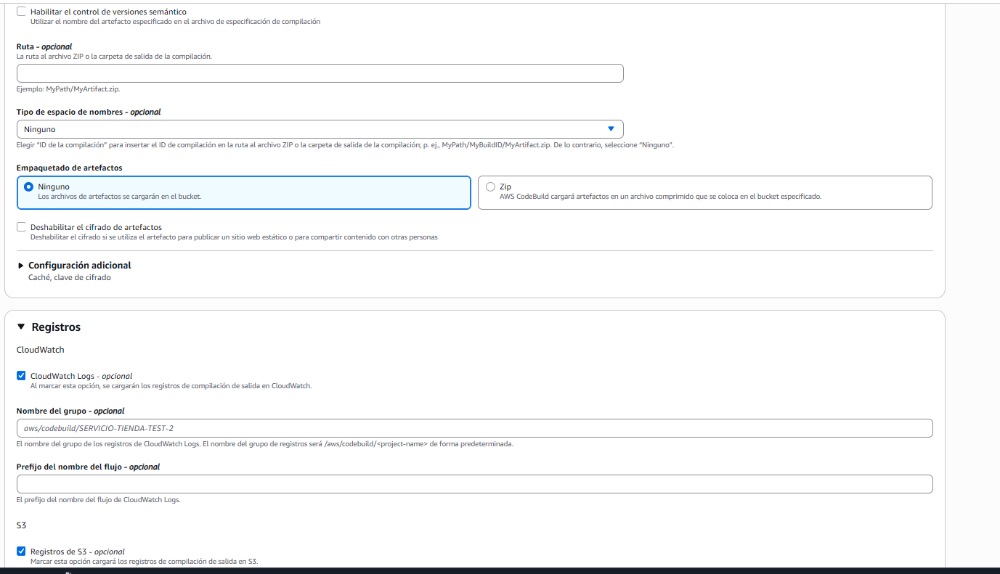 Habilitar el control de versiones semántico
Utilizar el nombre del artefacto especificado en el archivo de especificación de compilación
Ruta - opcional
La ruta al archivo ZIP o la carpeta de salida de la compilación.
Ejemplo: MyPath/MyArtifact.zip.
Tipo de espacio de nombres - opcional
Ninguno
Elegir "ID de la compilación" para insertar el ID de compilación en la ruta al archivo ZIP o la carpeta de salida de la compilación; p. ej., MyPath/MyBuildID/MyArtifact.zip. De lo contrario, seleccione "Ninguno".
Empaquetado de artefactos
Ninguno
Los archivos de artefactos se cargarán en el bucket.
Zip
AWS CodeBuild cargará artefactos en un archivo comprimido que se coloca en el bucket especificado.
Deshabilitar el cifrado de artefactos
Deshabilitar el cifrado si se utiliza el artefacto para publicar un sitio web estático o para compartir contenido con otras personas
Configuración adicional
Caché, clave de cifrado
Registros
CloudWatch
CloudWatch Logs - opcional
Al marcar esta opción, se cargarán los registros de compilación de salida en CloudWatch.
Nombre del grupo - opcional
aws/codebuild/SERVICIO-TIENDA-TEST-2
El nombre del grupo de los registros de CloudWatch Logs. El nombre del grupo de registros será /aws/codebuild/<project-name> de forma predeterminada.
Prefijo del nombre del flujo - opcional
El prefijo del nombre del flujo de CloudWatch Logs.
S3
Registros de S3 - opcional
Marcar esta opción cargará los registros de compilación de salida en S3.